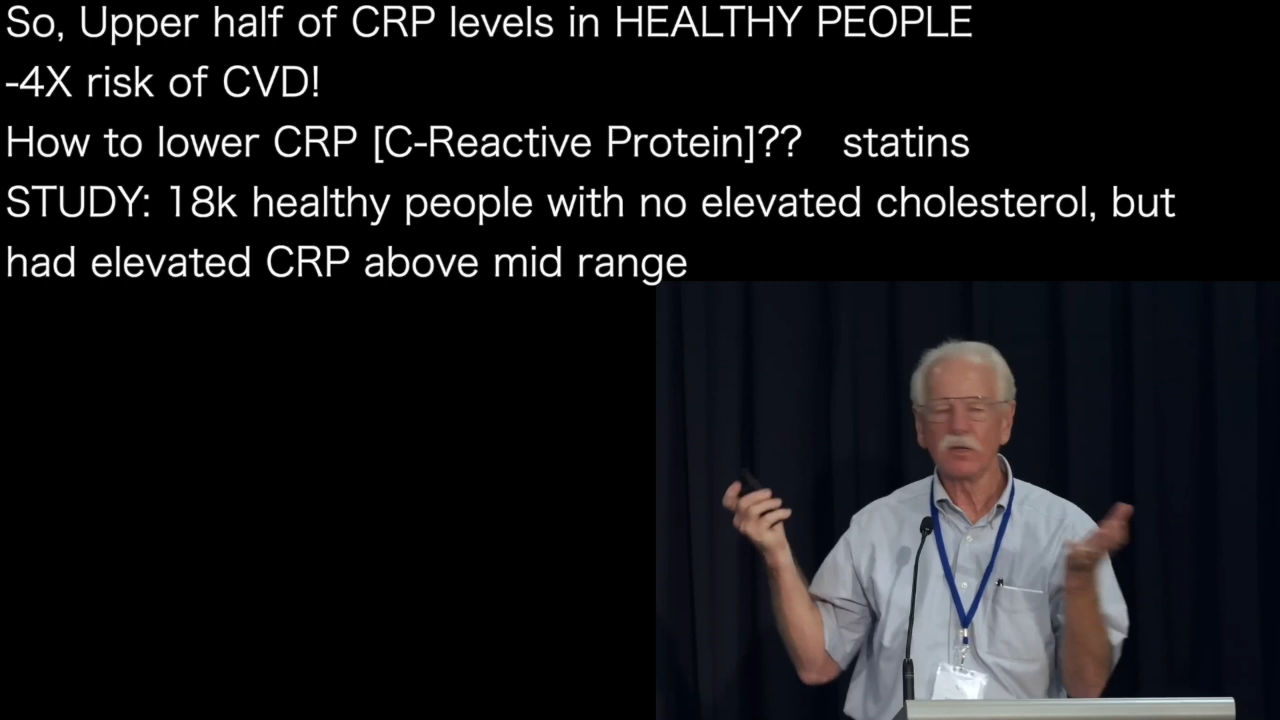 So, Upper half of CRP levels in HEALTHY PEOPLE
-4X risk of CVD!
How to lower CRP [C-Reactive Protein]?? statins
STUDY: 18k healthy people with no elevated cholesterol, but
had elevated CRP above mid range